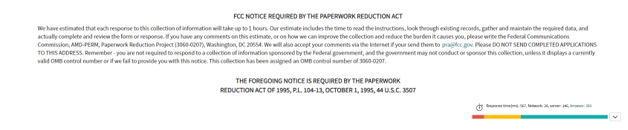 FCC NOTICE REQUIRED BY THE PAPERWORK REDUCTION ACT
We have estimated that each response to this collection of information will take up to 1 hours. Our estimate includes the time to read the instructions, look through existing records, gather and maintain the required data, and
actually complete and review the form or response. If you have any comments on this estimate, or on how we can improve the collection and reduce the burden it causes you, please write the Federal Communications
Commission, AMD-PERM, Paperwork Reduction Project (3060-0207), Washington, DC 20554. We will also accept your comments via the Internet if your send them to pra@fcc.gov. Please DO NOT SEND COMPLETED APPLICATIONS
TO THIS ADDRESS. Remember - you are not required to respond to a collection of information sponsored by the Federal government, and the government may not conduct or sponsor this collection, unless it displays a currently
valid OMB control number or if we fail to provide you with this notice. This collection has been assigned an OMB control number of 3060-0207.
THE FOREGOING NOTICE IS REQUIRED BY THE PAPERWORK
REDUCTION ACT OF 1995, P.L. 104-13, OCTOBER 1, 1995, 44 U.S.C. 3507
Response time(ms): Network: server: browser: